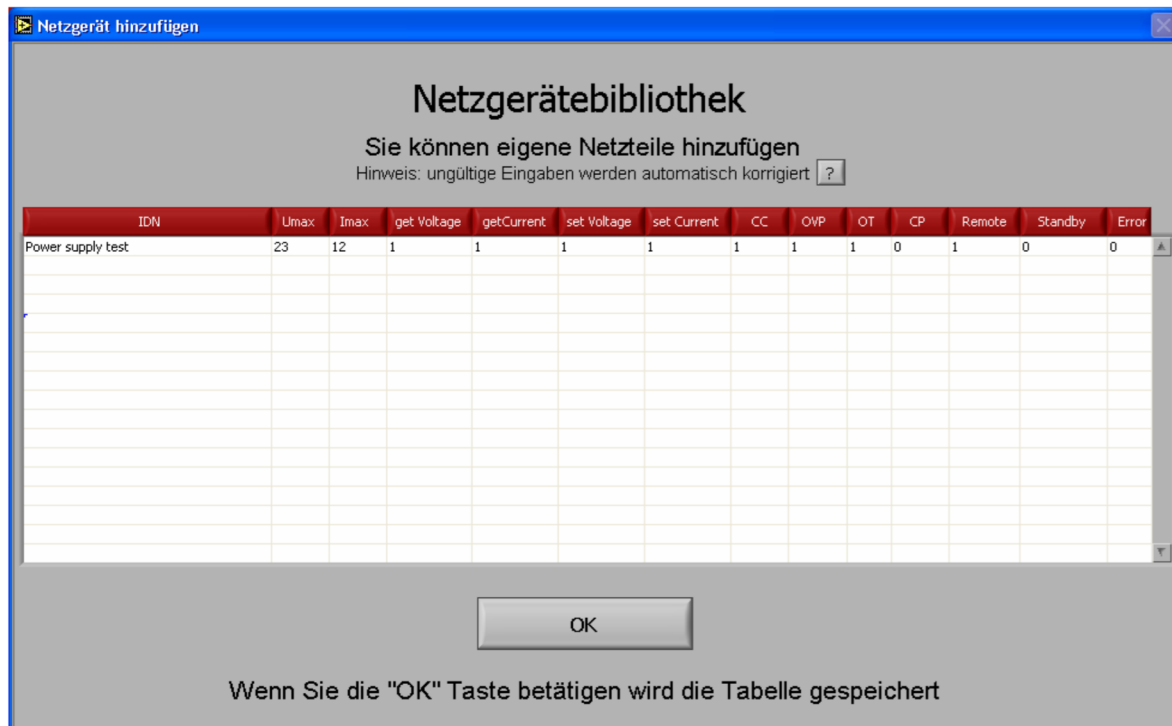 Netzgerät hinzufügen
Netzgerätebibliothek
Sie können eigene Netzteile hinzufügen
Hinweis: ungültige Eingaben werden automatisch korrigiert ?
IDN Umax Imax get Voltage getCurrent set Voltage set Current CC OVP OT CP Remote Standby Error
Power supply test 23 12 1 1 1 1 1 1 1 0 1 0 0
OK
Wenn Sie die "OK" Taste betätigen wird die Tabelle gespeichert